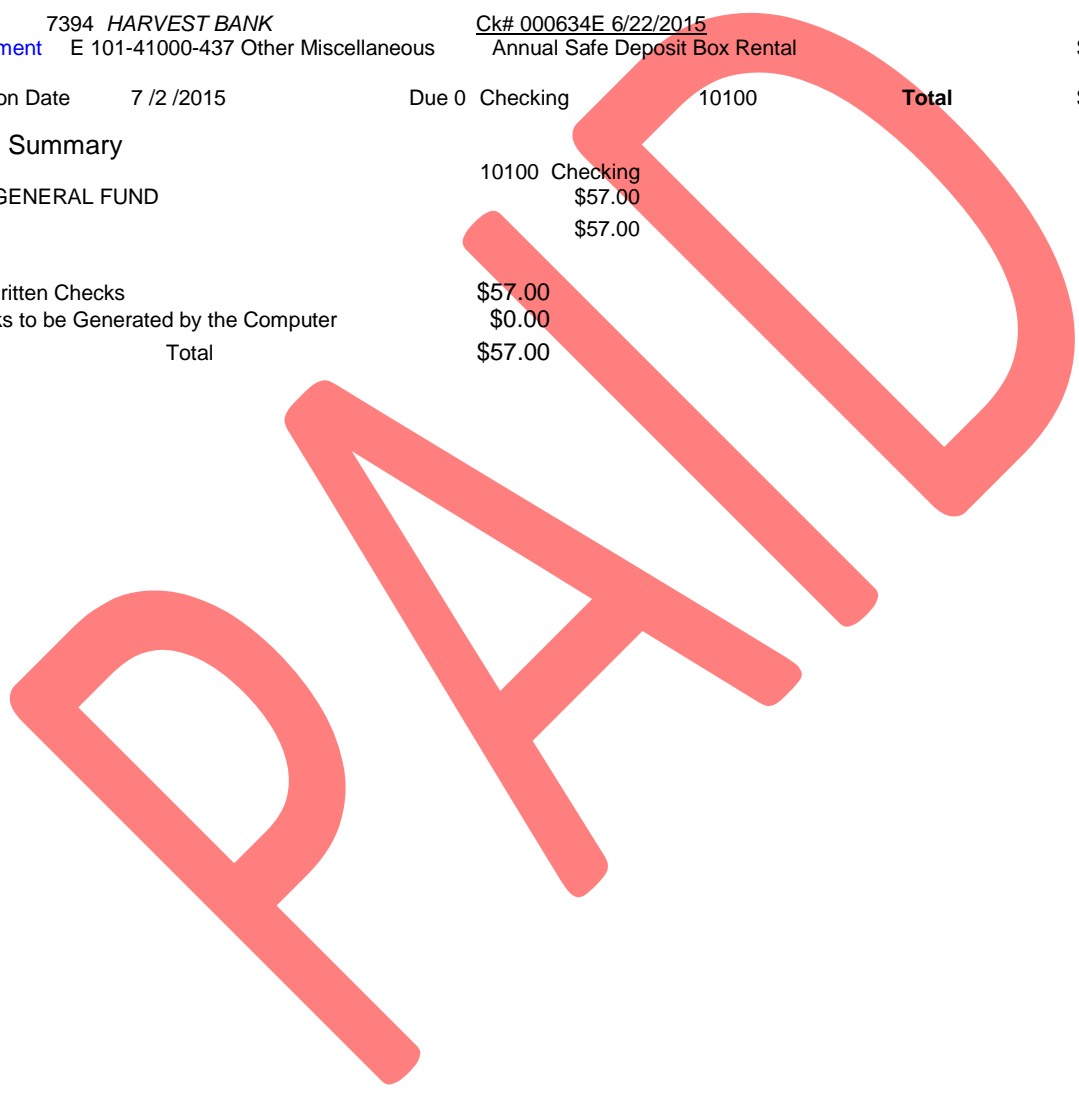 7394 HARVEST BANK Ck# 000634E 6/22/2015
ment E 101-41000-437 Other Miscellaneous Annual Safe Deposit Box Rental $
on Date 7 /2 /2015 Due 0 Checking 10100 Total $
Summary
10100 Checking
GENERAL FUND $57.00
$57.00
ritten Checks $57.00
ks to be Generated by the Computer $0.00
Total $57.00
PAID